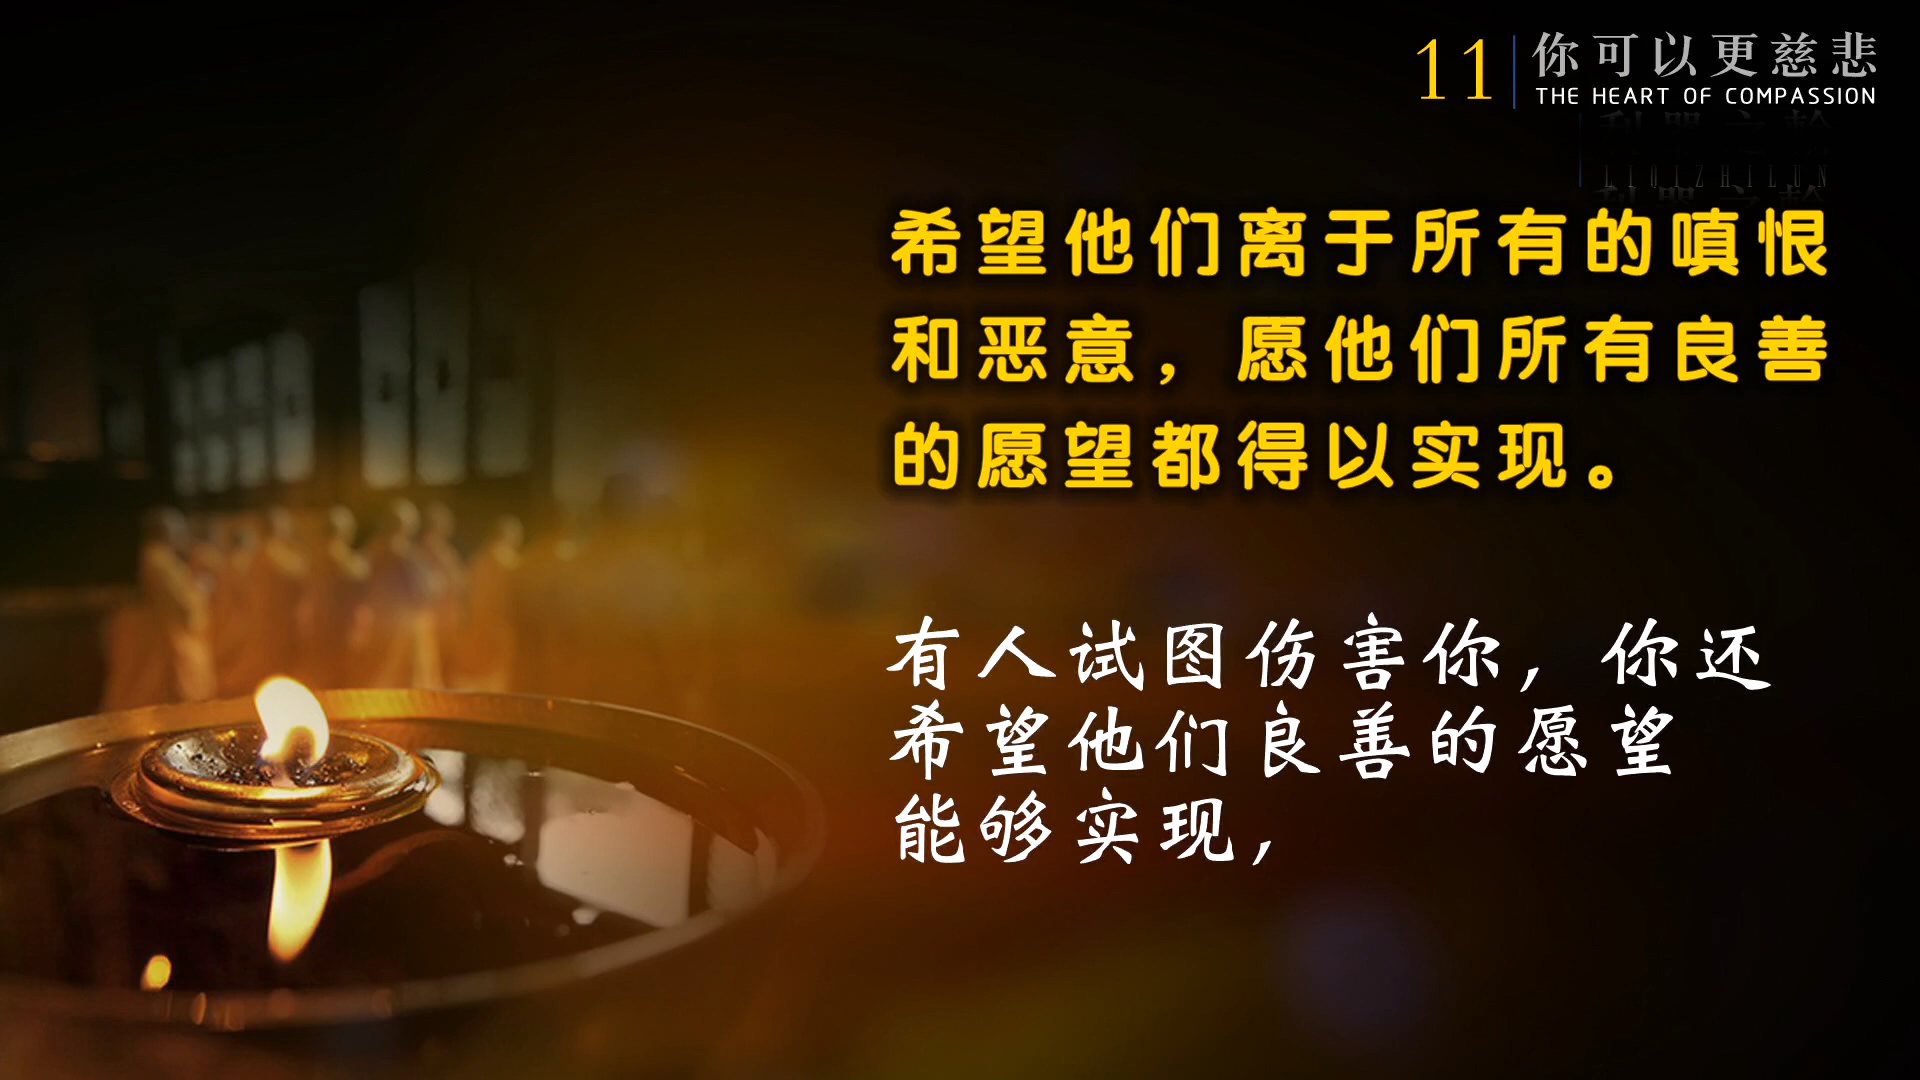 11
你可以更慈悲
THE HEART OF COMPASSION
希望他们离于所有的嗔恨
和恶意，愿他们所有良善
的愿望都得以实现。
有人试图伤害你，你还
希望他们良善的愿望
能够实现，